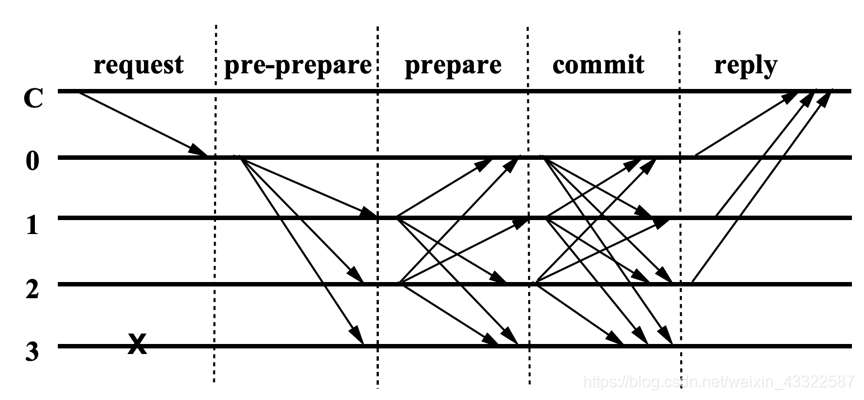 request pre-prepare prepare commit reply
C
0
1
2
3
X
https://blog.csdn.net/weixin_43322587